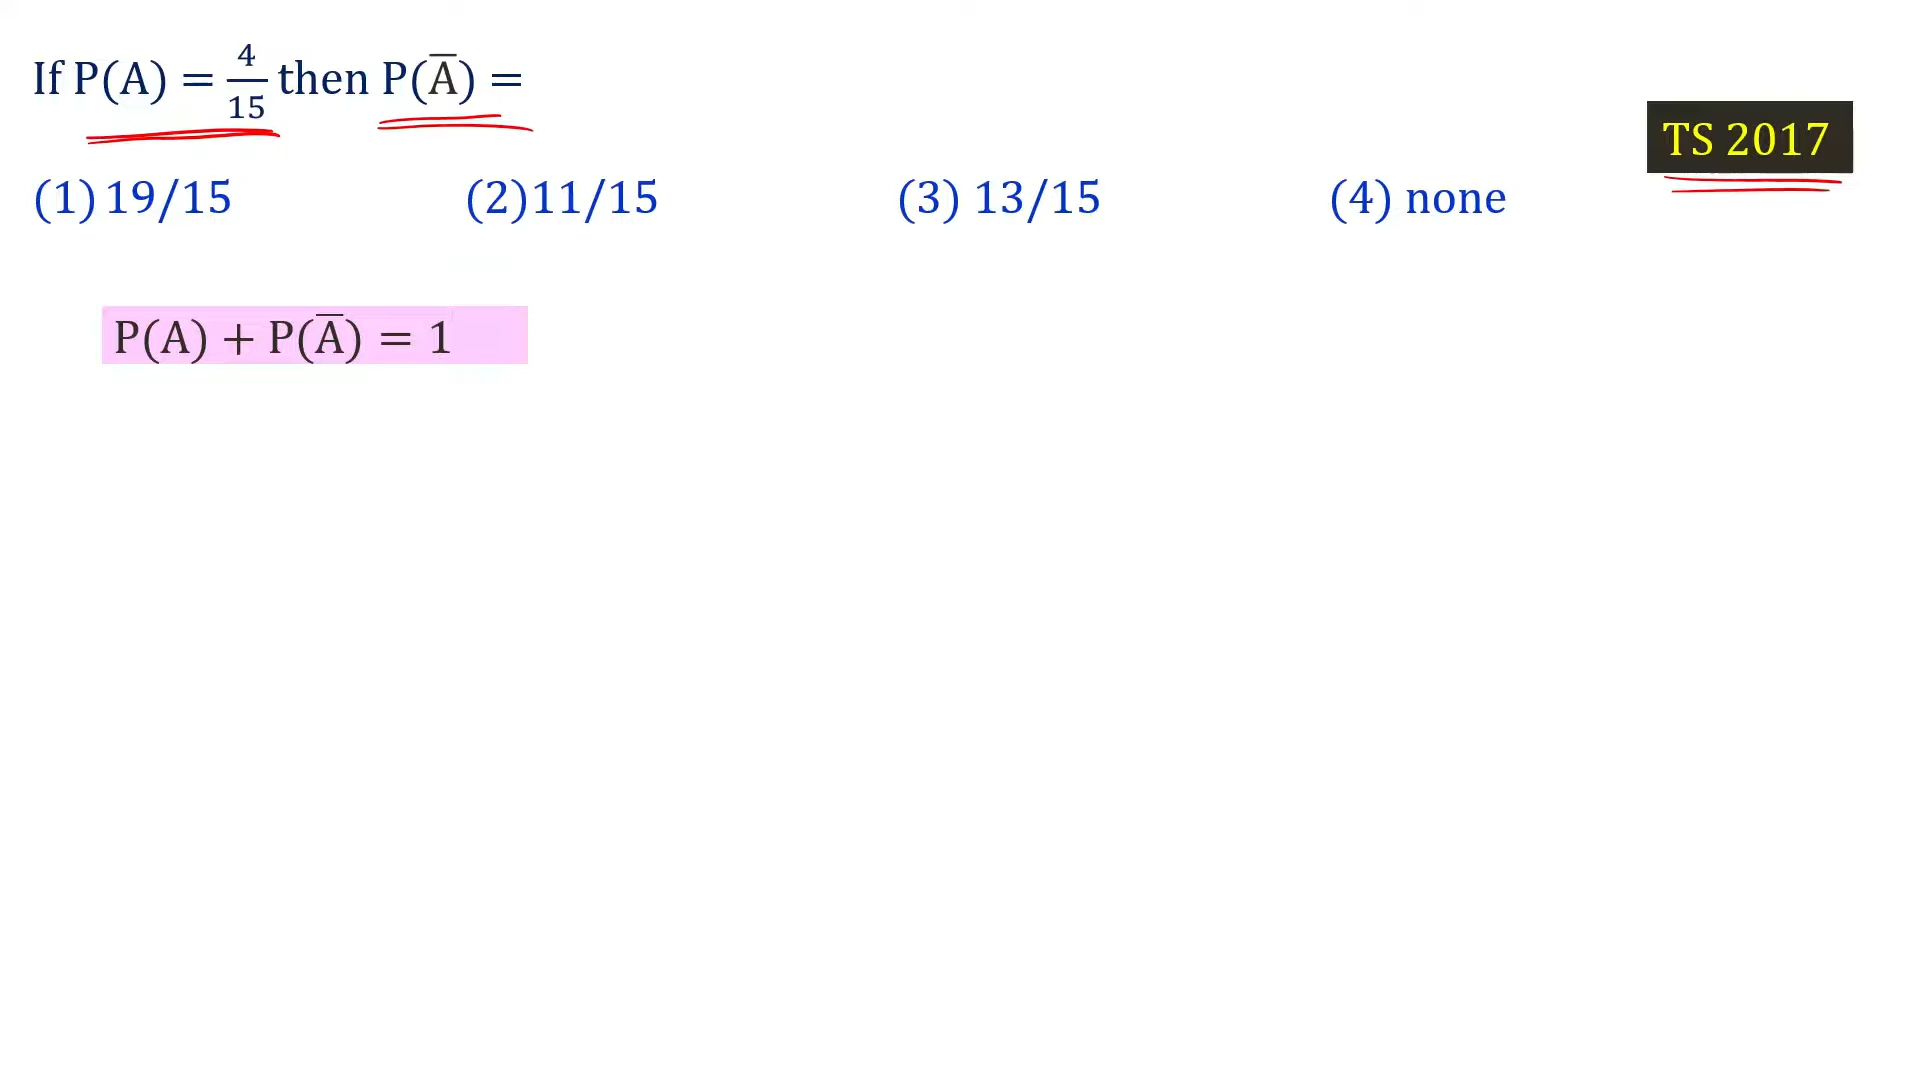 If P(A) = 4/15 then P(A̅) =
TS 2017
(1) 19/15 (2)11/15 (3) 13/15 (4) none
P(A) + P(A̅) = 1